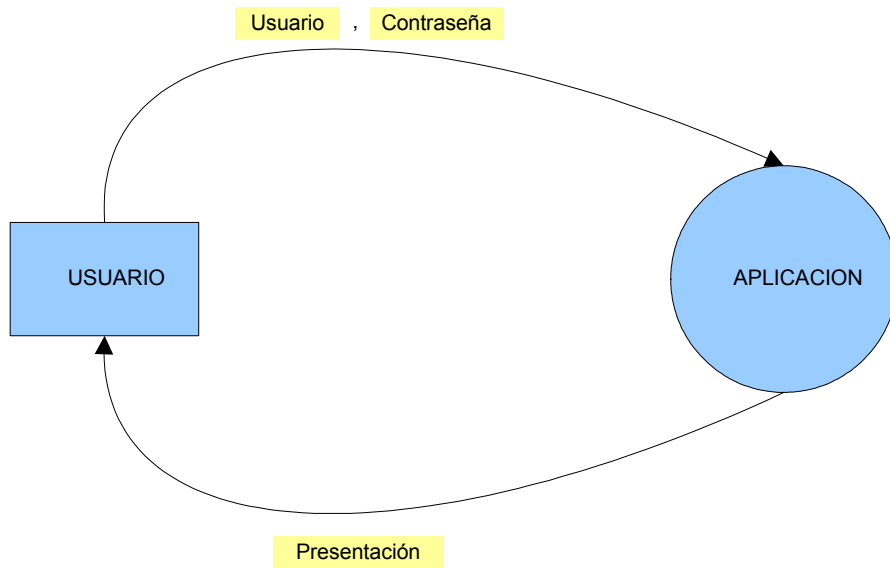 Usuario , Contraseña
USUARIO
APLICACION
Presentación